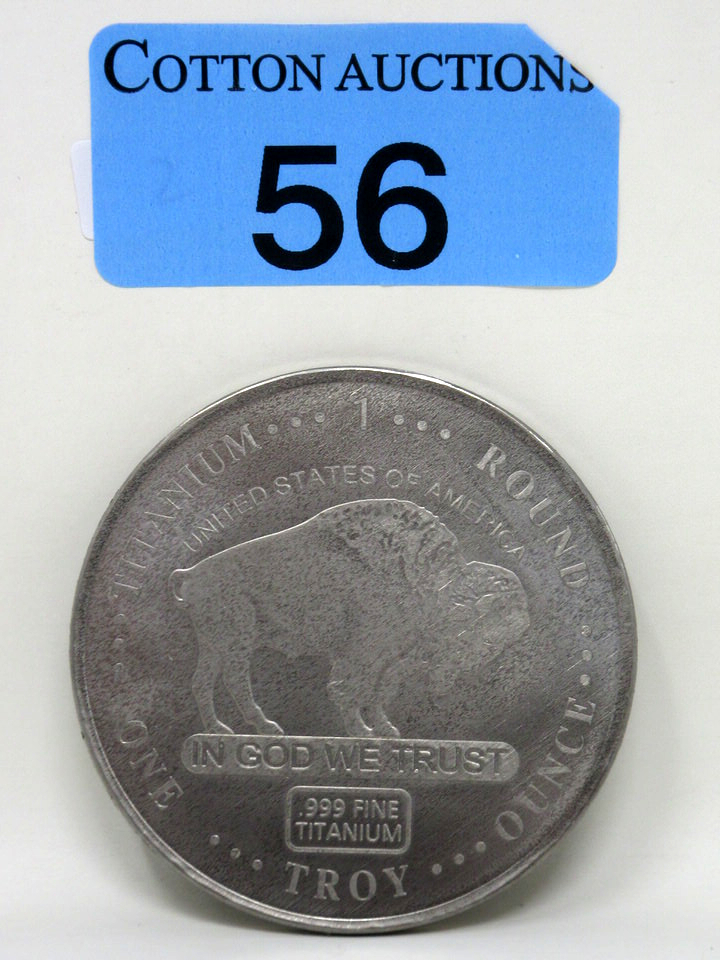 COTTON AUCTIONS
56
TITANIUM ··· 1 ··· ROUND
UNITED STATES OF AMERICA
IN GOD WE TRUST
.999 FINE
TITANIUM
ONE ··· TROY ··· OUNCE